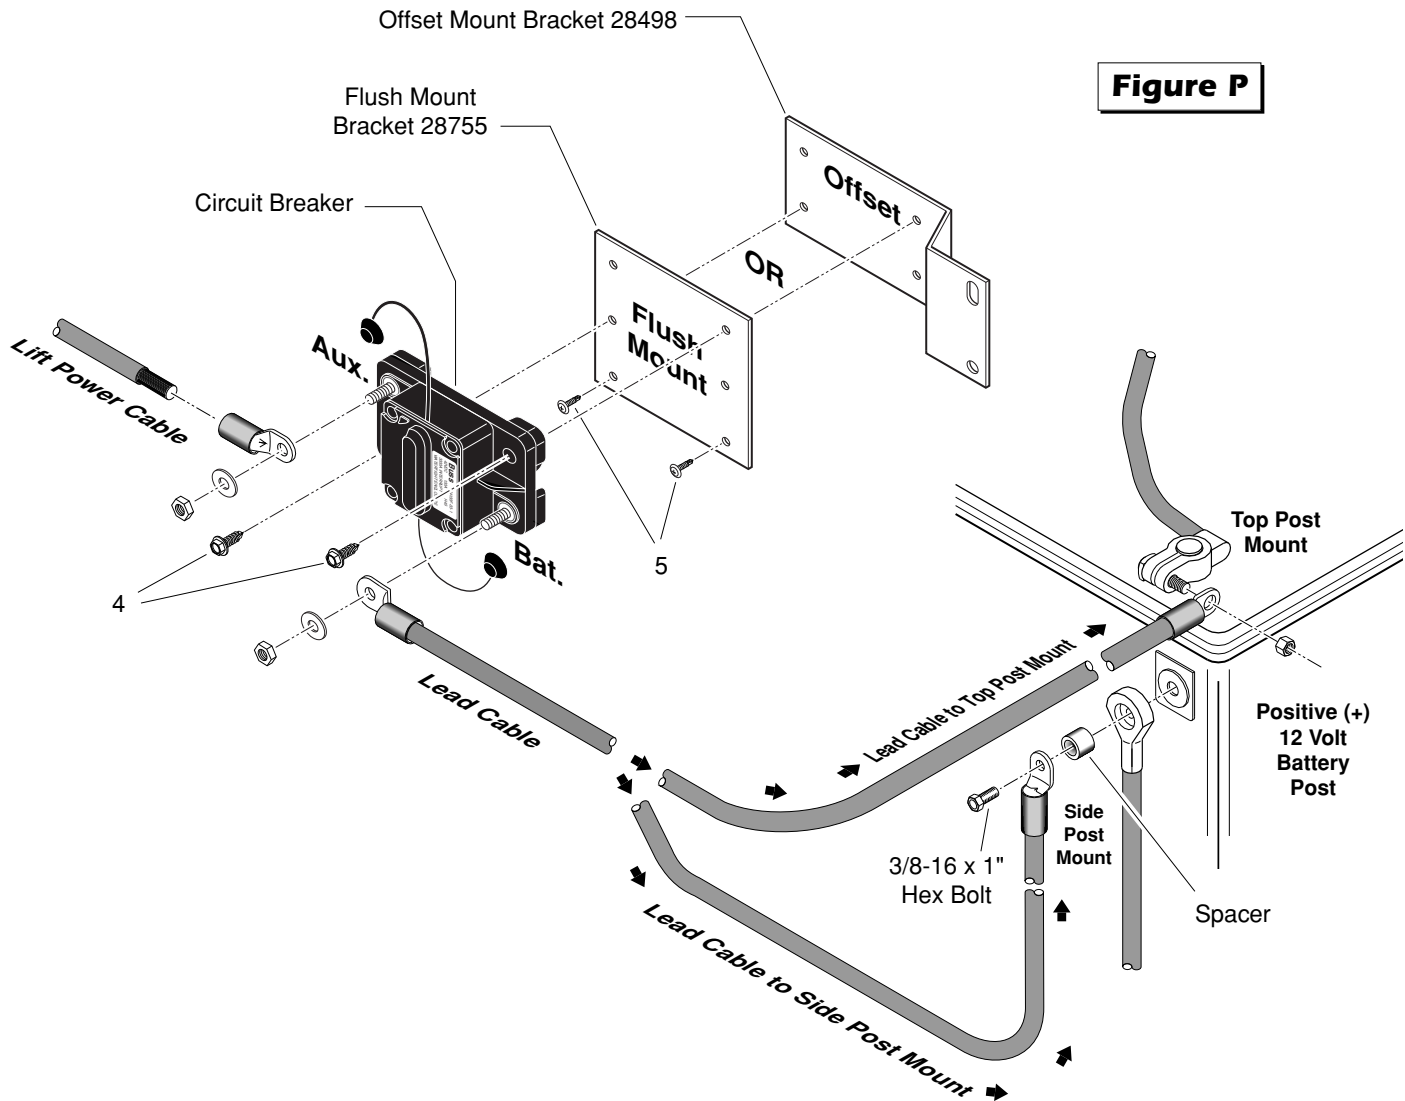 Offset Mount Bracket 28498
Figure P
Flush Mount
Bracket 28755
Circuit Breaker
Offset
OR
Flush
Mount
Aux.
Lift Power Cable
Bat.
5
4
Top Post
Mount
Lead Cable
Lead Cable to Top Post Mount
Positive (+)
12 Volt
Battery
Post
Side
Post
Mount
3/8-16 x 1"
Hex Bolt
Spacer
Lead Cable to Side Post Mount